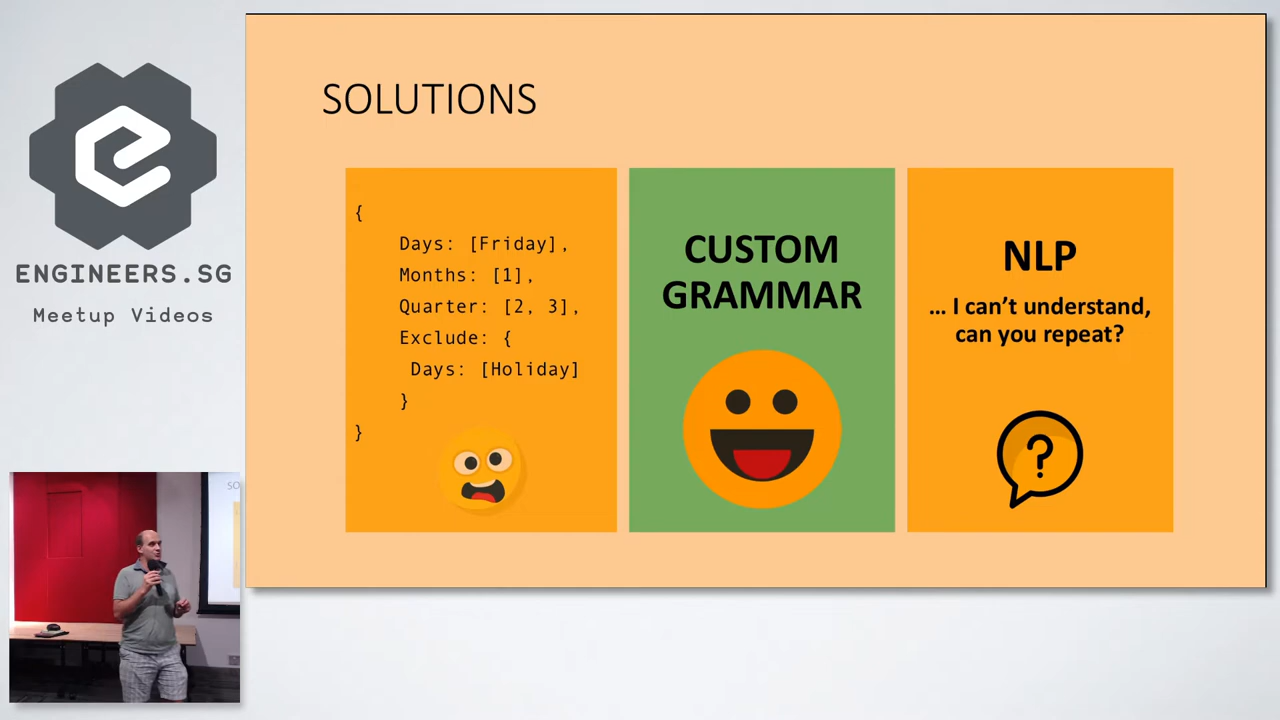 ENGINEERS.SG
Meetup Videos
SOLUTIONS
{
Days: [Friday],
Months: [1],
Quarter: [2, 3],
Exclude: {
Days: [Holiday]
}
}
CUSTOM
GRAMMAR
NLP
... I can't understand,
can you repeat?
?
SO